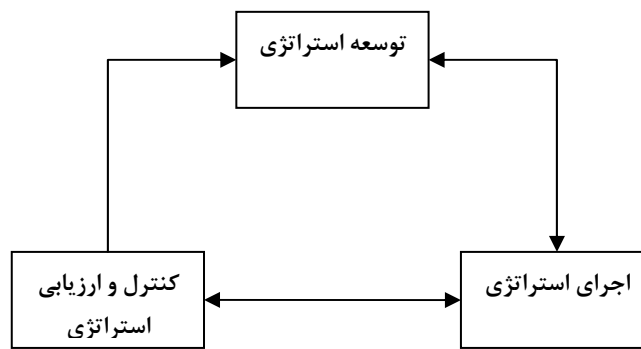 توسعه استراتژی
کنترل و ارزیابی
استراتژی
اجرای استراتژی